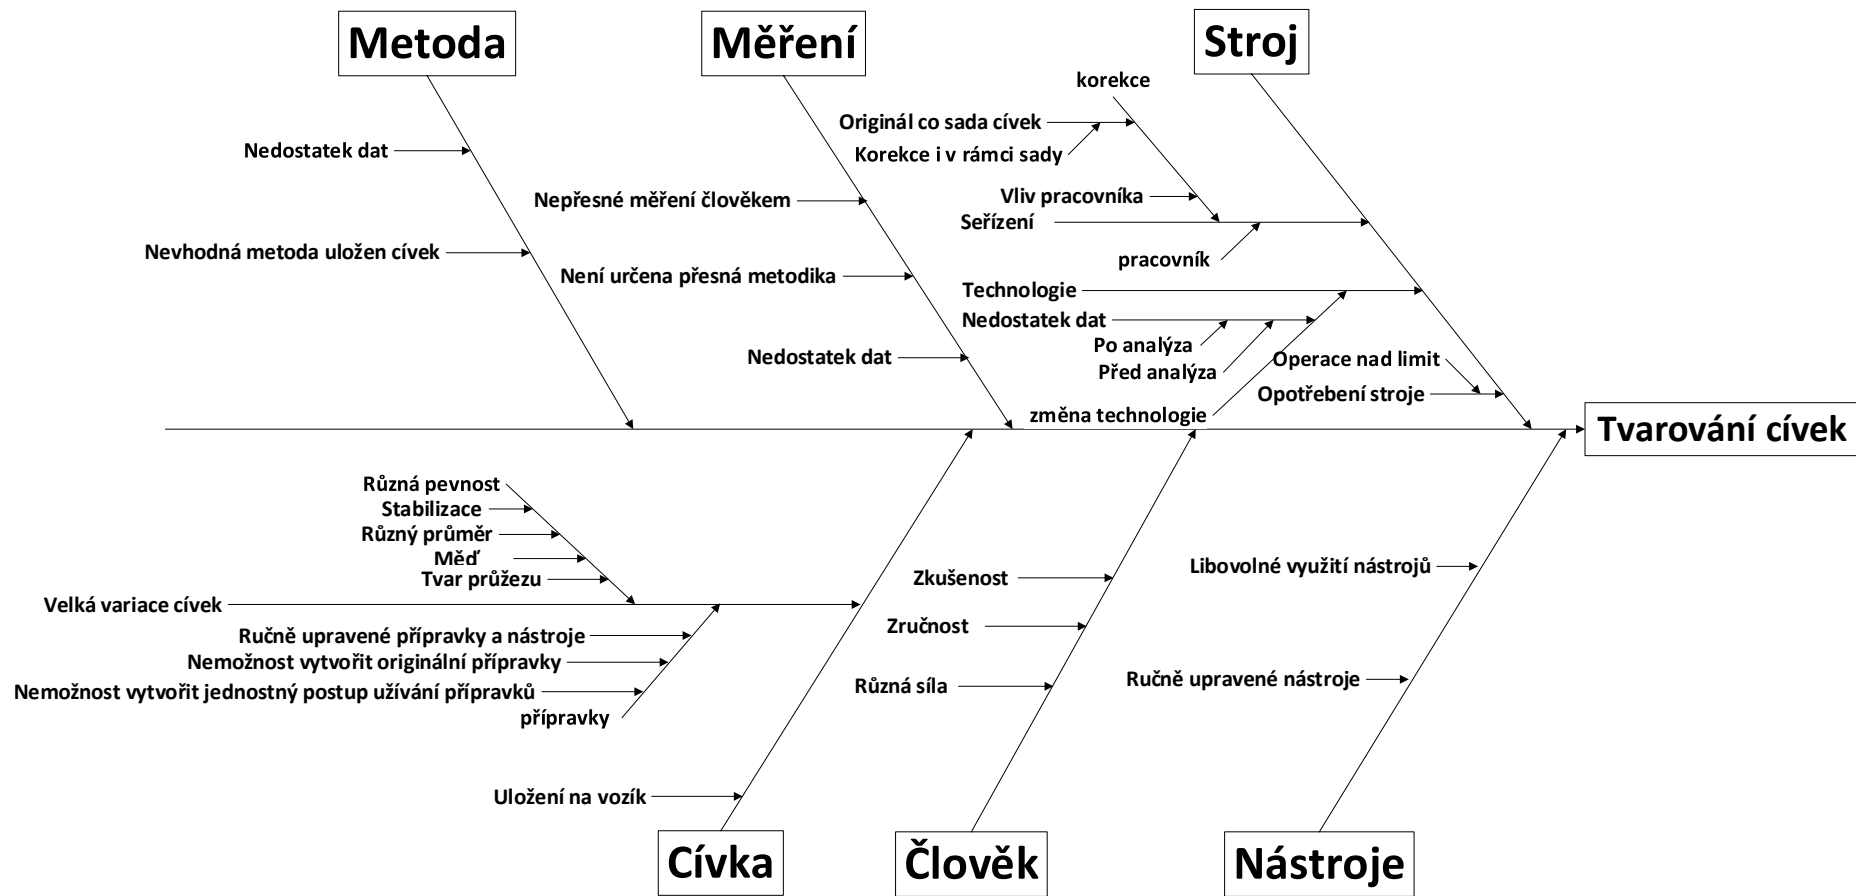 Metoda
Měření
Stroj
korekce
Originál co sada cívek
Korekce i v rámci sady
Nedostatek dat
Nepřesné měření člověkem
Vliv pracovníka
Seřízení
pracovník
Nevhodná metoda uložen cívek
Není určena přesná metodika
Technologie
Nedostatek dat
Po analýza
Před analýza
Nedostatek dat
Operace nad limit
Opotřebení stroje
změna technologie
Tvarování cívek
Různá pevnost
Stabilizace
Různý průměr
Měď
Tvar průžezu
Velká variace cívek
Ručně upravené přípravky a nástroje
Nemožnost vytvořit originální přípravky
Nemožnost vytvořit jednostný postup užívání přípravků
přípravky
Uložení na vozík
Zkušenost
Zručnost
Různá síla
Libovolné využití nástrojů
Ručně upravené nástroje
Cívka
Člověk
Nástroje